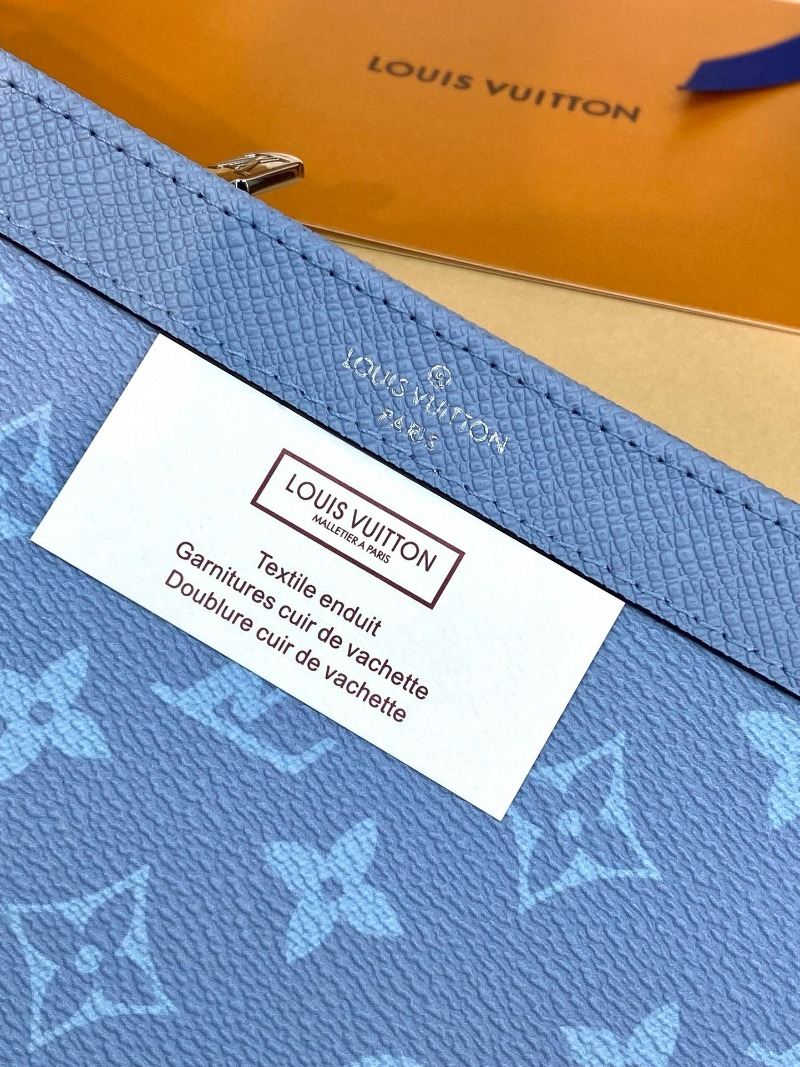 LOUIS VUITTON
LOUIS VUITTON
PARIS
LOUIS VUITTON
MALLETIER A PARIS
Textile enduit
Garnitures cuir de vachette
Doublure cuir de vachette